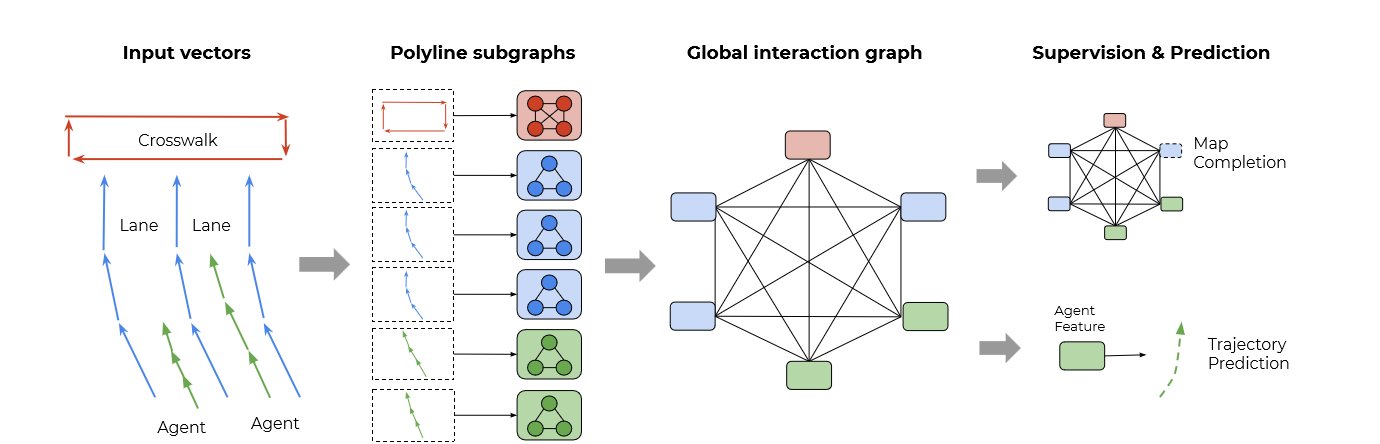 Input vectors
Polyline subgraphs
Global interaction graph
Supervision & Prediction
Crosswalk
Lane
Lane
Agent
Agent
Map
Completion
Agent
Feature
Trajectory
Prediction